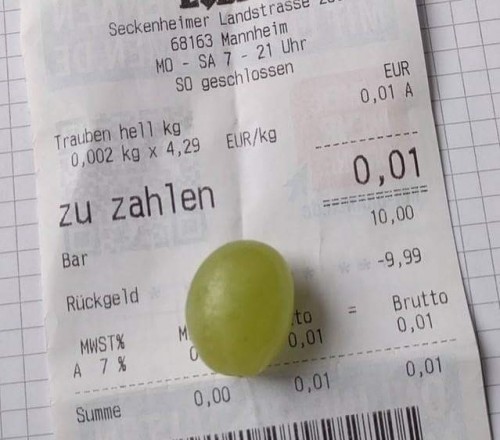 Seckenheimer Landstrasse
68163 Mannheim
MO - SA 7 - 21 Uhr
SO geschlossen
EUR
0,01 A
Trauben hell kg
0,002 kg x 4,29 EUR/kg
zu zahlen 0,01
Bar 10,00
Rückgeld -9,99
MWST% = Brutto
A 7 % 0,01 0,01
Summe 0,00 0,01 0,01